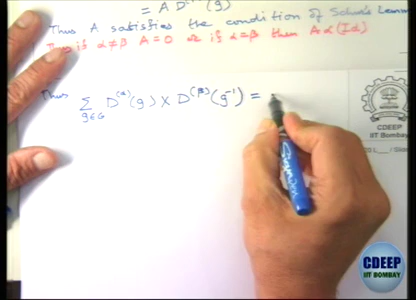 = A D⁽ ⁾(g)
Thus A satisfies the condition of Schur's Lemma
Thus if α≠β A=0 or if α=β then A α (Iα)
Thus Σ g∈G D⁽ᵅ⁾(g) X D⁽ᵝ⁾(g⁻¹) =
CDEEP
IIT Bombay
CDEEP
IIT BOMBAY